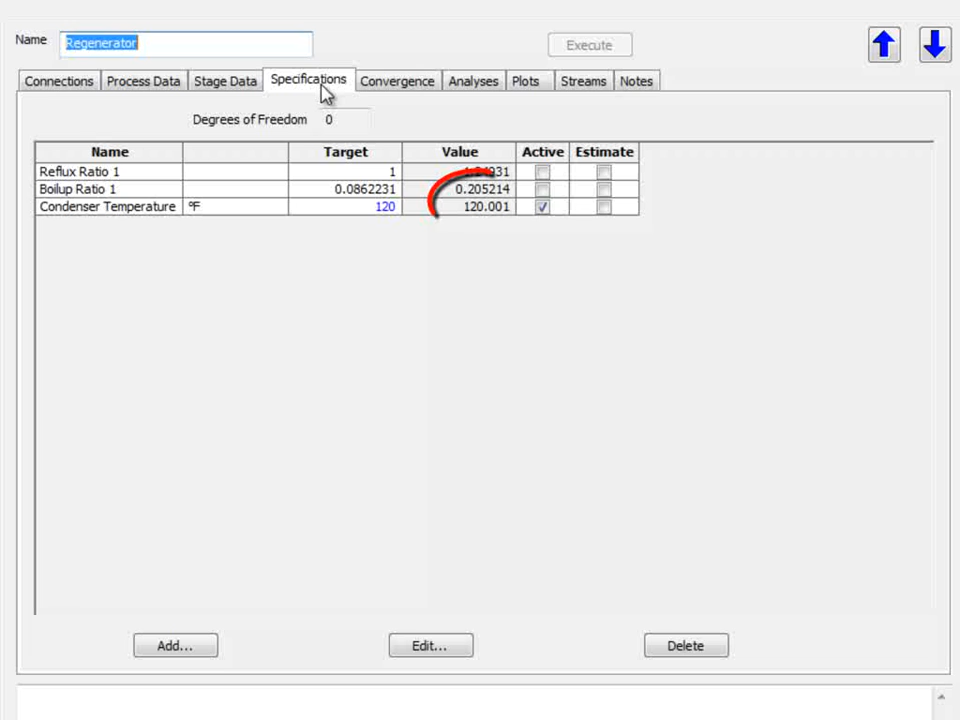 Name Regenerator Execute
Connections Process Data Stage Data Specifications Convergence Analyses Plots Streams Notes
Degrees of Freedom 0
Name Target Value Active Estimate
Reflux Ratio 1 1
Boilup Ratio 1 0.0862231 0.205214
Condenser Temperature °F 120 120.001
Add... Edit... Delete